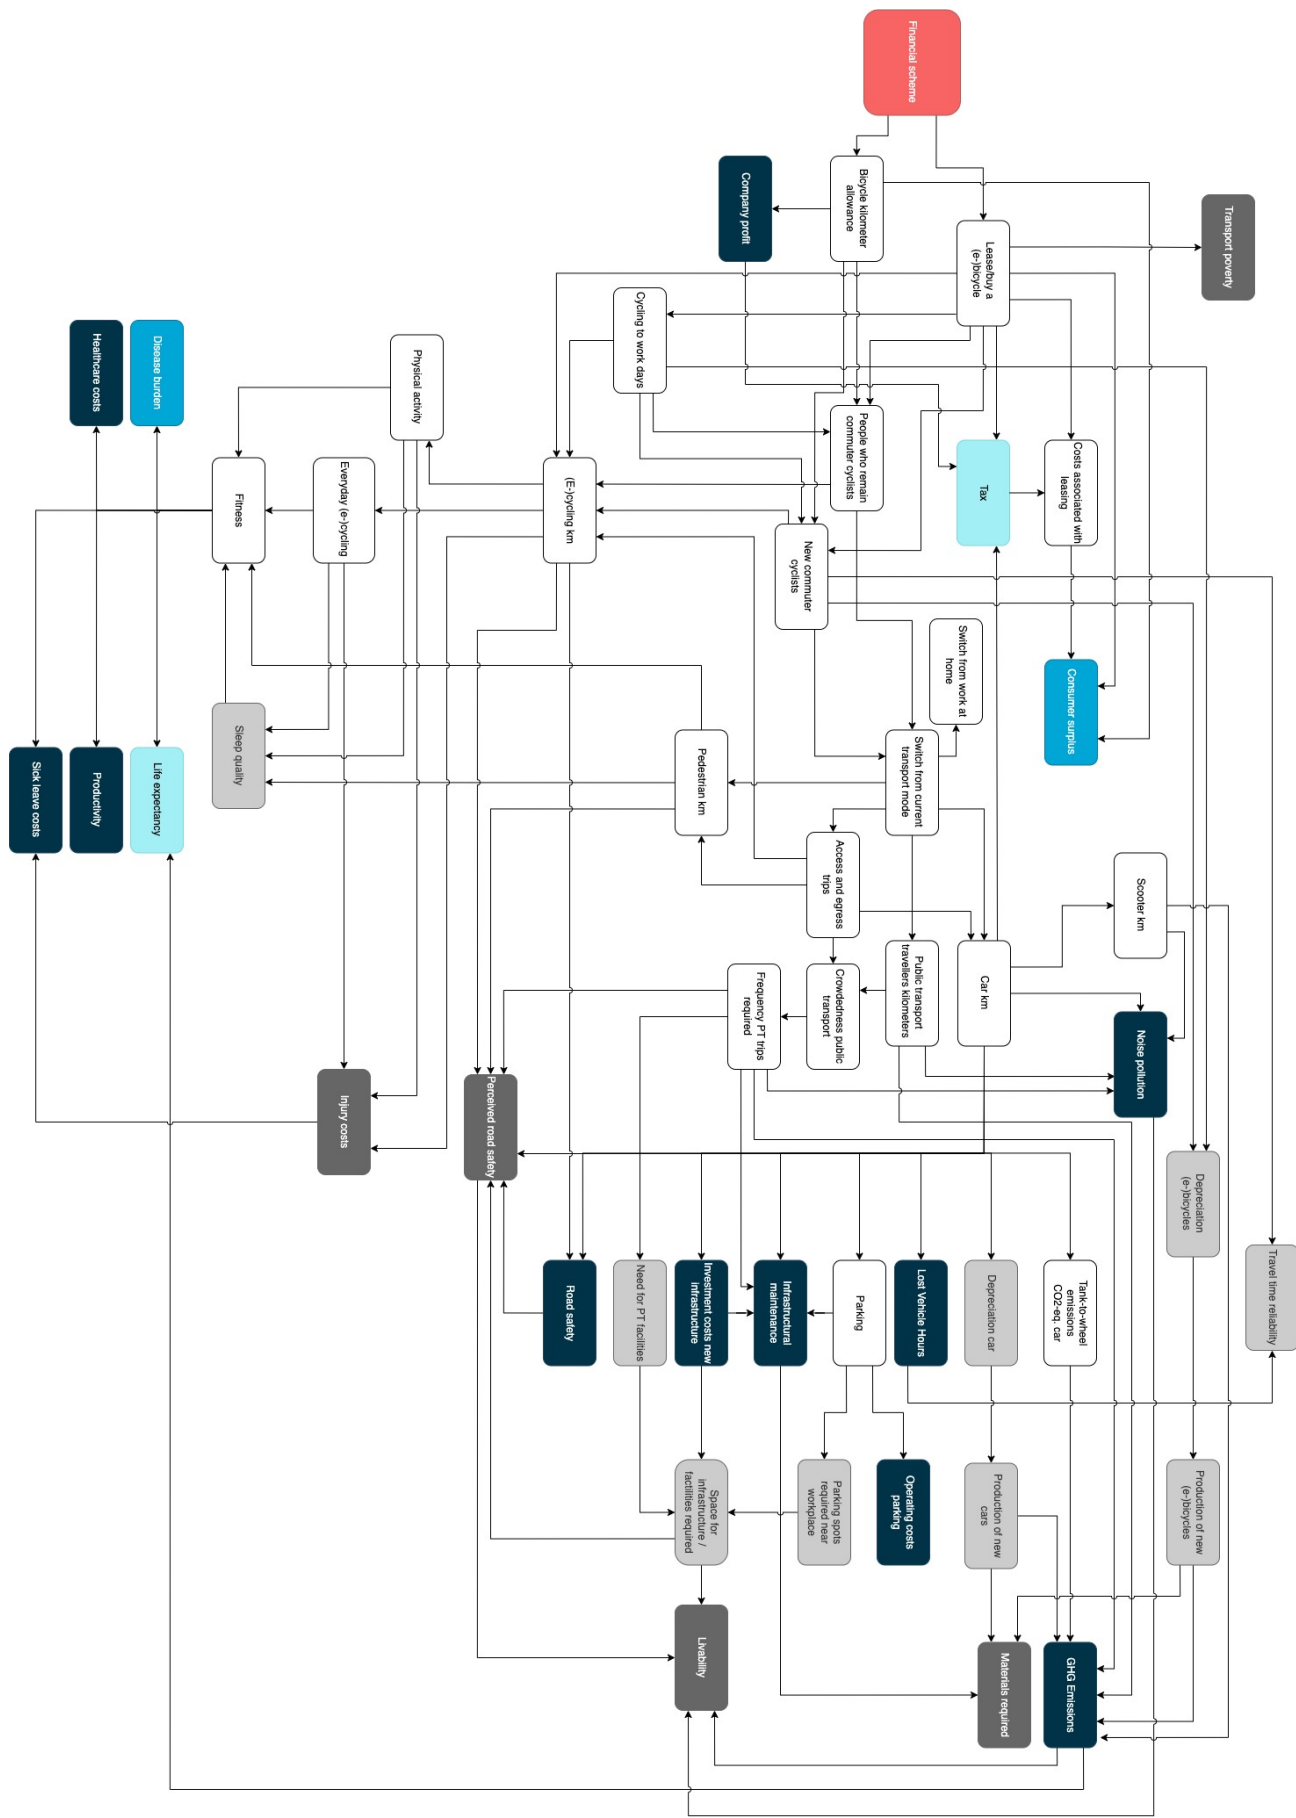 Financial scheme
Transport poverty
Company profit
Bicycle kilometer
allowance
Lease/buy a
(e-)bicycle
Healthcare costs
Disease burden
Physical activity
Cycling to work days
People who remain
commuter cyclists
Tax
Costs associated with
leasing
Fitness
Everyday (e-)cycling
(E-)cycling km
New commuter
cyclists
Switch from work at
home
Consumer surplus
Sick leave costs
Productivity
Life expectancy
Sleep quality
Pedestrian km
Switch from current
transport mode
Access and egress
trips
Scooter km
Frequency PT trips
required
Crowdedness public
transport
Public transport
travellers kilometers
Car km
Noise pollution
Injury costs
Perceived road safety
Depreciation
(e-)bicycles
Travel time reliability
Road safety
Need for PT facilities
Investment costs new
infrastructure
Infrastructural
maintenance
Parking
Lost Vehicle Hours
Depreciation car
Tank-to-wheel
emissions
CO2-eq. car
Space for
infrastructure /
factilities required
Parking spots
required near
workplace
Operating costs
parking
Production of new
cars
Production of new
(e-)bicycles
Livability
Materials required
GHG Emissions